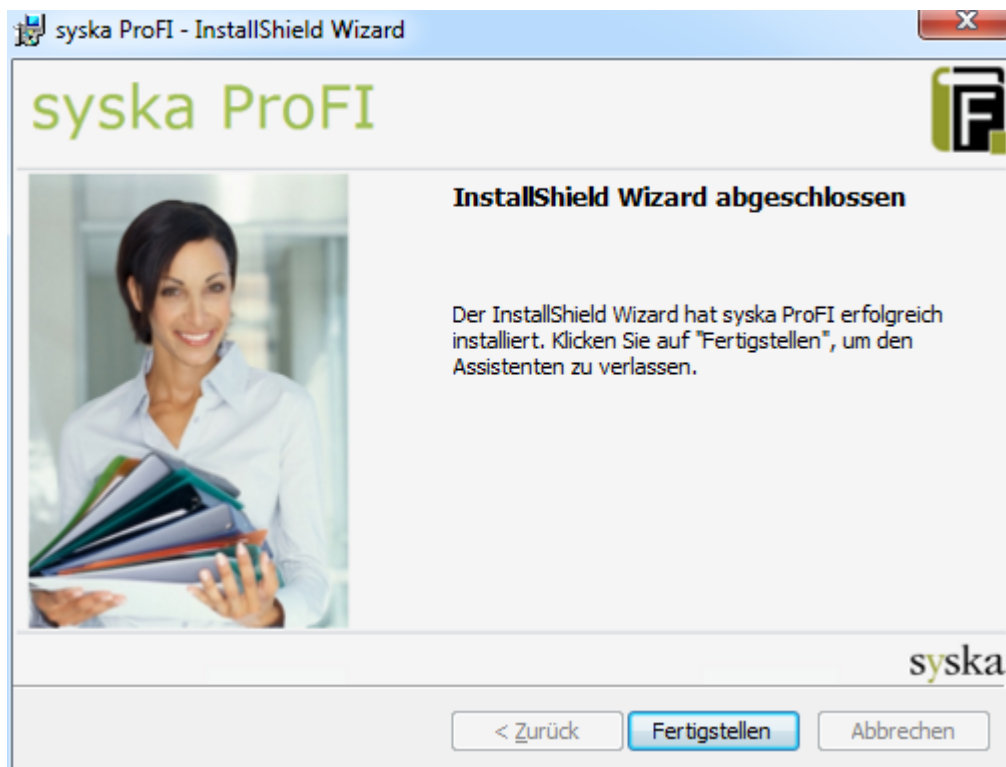 syska ProFI - InstallShield Wizard
syska ProFI
F
InstallShield Wizard abgeschlossen
Der InstallShield Wizard hat syska ProFI erfolgreich
installiert. Klicken Sie auf "Fertigstellen", um den
Assistenten zu verlassen.
syska
< Zurück Fertigstellen Abbrechen